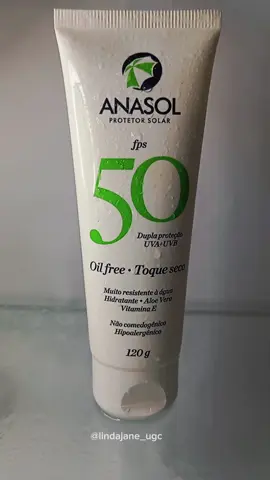 ANASOL
PROTETOR SOLAR
fps
50
Dupla proteção
UVA+UVB
Oil free • Toque seco
Muito resistente à água
Hidratante • Aloe Vera
Vitamina E
Não comedogênico
Hipoalergênico
120 g
@lindajane_ugc